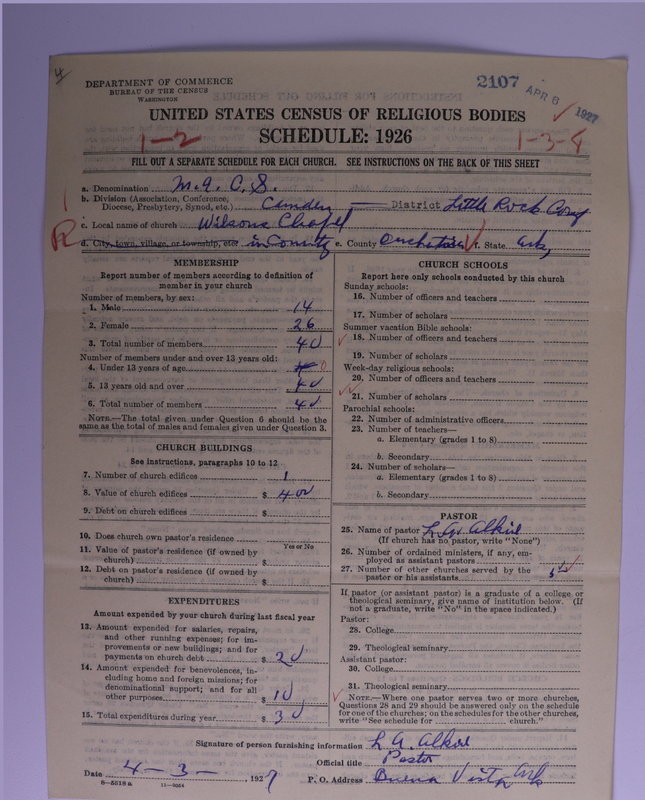 4
DEPARTMENT OF COMMERCE
BUREAU OF THE CENSUS
WASHINGTON
2107 APR 8 1927
UNITED STATES CENSUS OF RELIGIOUS BODIES
1-2 SCHEDULE: 1926 1-3-8
FILL OUT A SEPARATE SCHEDULE FOR EACH CHURCH. SEE INSTRUCTIONS ON THE BACK OF THIS SHEET
a. Denomination M. E. C. S.
b. Division (Association, Conference, Diocese, Presbytery, Synod, etc.) Camden District Little Rock Conf
c. Local name of church Wilsons Chapel
R d. City, town, village, or township, etc in County e. County Ouachita f. State Ark,
MEMBERSHIP
Report number of members according to definition of
member in your church
Number of members, by sex:
1. Male 14
2. Female 26
3. Total number of members 40
Number of members under and over 13 years old:
4. Under 13 years of age 0
5. 13 years old and over 40
6. Total number of members 40
NOTE.—The total given under Question 6 should be
same as the total of males and females given under Question 3.
CHURCH BUILDINGS
See instructions, paragraphs 10 to 12
7. Number of church edifices 1
8. Value of church edifices $ 400
9. Debt on church edifices $
10. Does church own pastor's residence
Yes or No
11. Value of pastor's residence (if owned by
church) $
12. Debt on pastor's residence (if owned by
church) $
EXPENDITURES
Amount expended by your church during last fiscal year
13. Amount expended for salaries, repairs,
and other running expenses; for im-
provements or new buildings; and for
payments on church debt $ 20
14. Amount expended for benevolences, in-
cluding home and foreign missions; for
denominational support; and for all
other purposes $ 10
15. Total expenditures during year $ 30
CHURCH SCHOOLS
Report here only schools conducted by this church
Sunday schools:
16. Number of officers and teachers
17. Number of scholars
Summer vacation Bible schools:
18. Number of officers and teachers
19. Number of scholars
Week-day religious schools:
20. Number of officers and teachers
21. Number of scholars
Parochial schools:
22. Number of administrative officers
23. Number of teachers—
a. Elementary (grades 1 to 8)
b. Secondary
24. Number of scholars—
a. Elementary (grades 1 to 8)
b. Secondary
PASTOR
25. Name of pastor
(If church has no pastor, write "None")
26. Number of ordained ministers, if any, em-
ployed as assistant pastors
27. Number of other churches served by the
pastor or his assistants 5
If pastor (or assistant pastor) is a graduate of a college or
theological seminary, give name of institution below. (If
not a graduate, write "No" in the space indicated.)
Pastor:
28. College
29. Theological seminary
Assistant pastor:
30. College
31. Theological seminary
NOTE.—Where one pastor serves two or more churches,
Questions 28 and 29 should be answered only on the schedule
for one of the churches; on the schedules for the other churches,
write "See schedule for church."
Signature of person furnishing information
Official title Pastor
Date 4-3-, 1927 P. O. Address Buena Vista Ark
8-5518a 11-9054